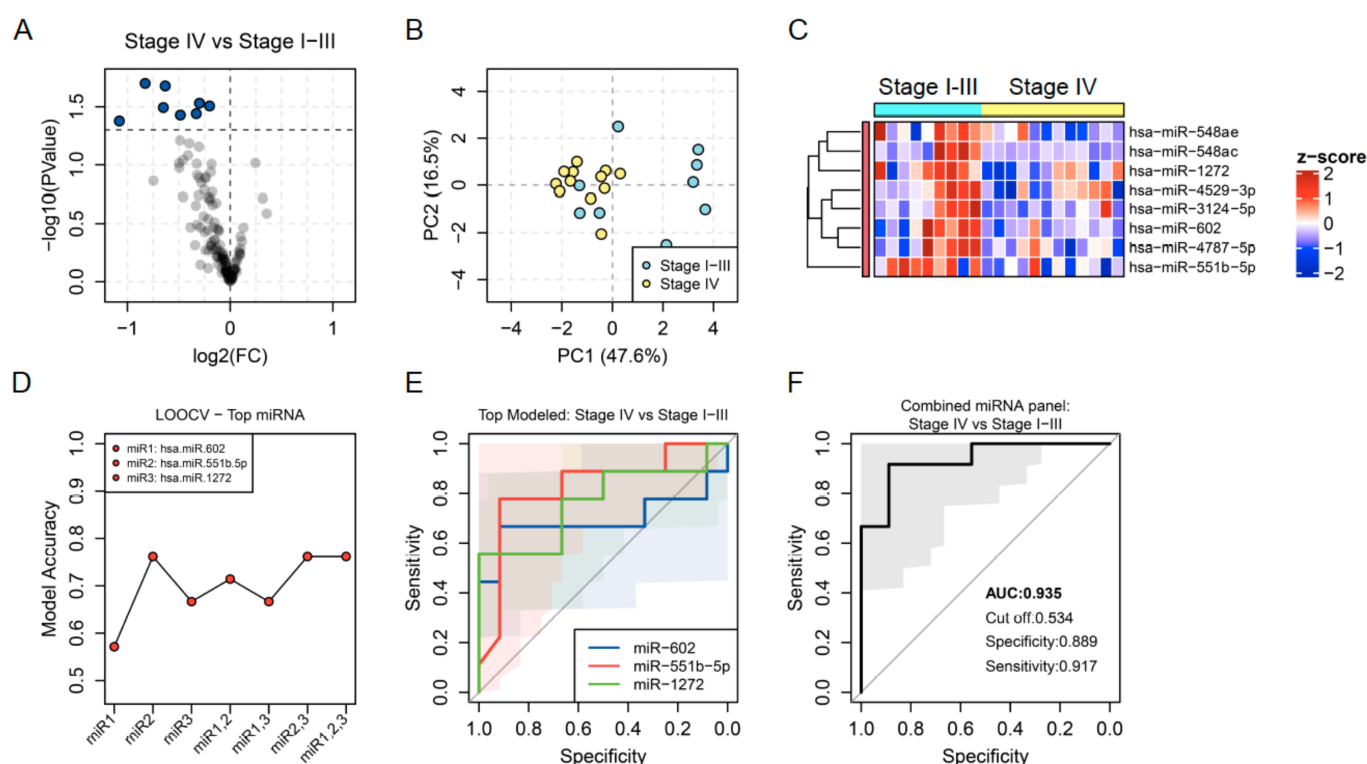 A
Stage IV vs Stage I−III
−log10(PValue)
1.5
1.0
0.5
0.0
−1
0
1
log2(FC)
B
PC2 (16.5%)
4
2
0
−2
−4
Stage I−III
Stage IV
−4
−2
0
2
4
PC1 (47.6%)
C
Stage I-III
Stage IV
hsa−miR−548ae
hsa−miR−548ac
hsa−miR−1272
hsa−miR−4529−3p
hsa−miR−3124−5p
hsa−miR−602
hsa−miR−4787−5p
hsa−miR−551b−5p
z−score
2
1
0
−1
−2
D
LOOCV − Top miRNA
Model Accuracy
1.0
0.9
0.8
0.7
0.6
0.5
miR1: hsa.miR.602
miR2: hsa.miR.551b.5p
miR3: hsa.miR.1272
miR1
miR2
miR3
miR1,2
miR1,3
miR2,3
miR1,2,3
E
Top Modeled: Stage IV vs Stage I−III
Sensitivity
1.0
0.8
0.6
0.4
0.2
0.0
miR−602
miR−551b−5p
miR−1272
1.0
0.8
0.6
0.4
0.2
0.0
Specificity
F
Combined miRNA panel:
Stage IV vs Stage I−III
Sensitivity
1.0
0.8
0.6
0.4
0.2
0.0
AUC:0.935
Cut off:0.534
Specificity:0.889
Sensitivity:0.917
1.0
0.8
0.6
0.4
0.2
0.0
Specificity